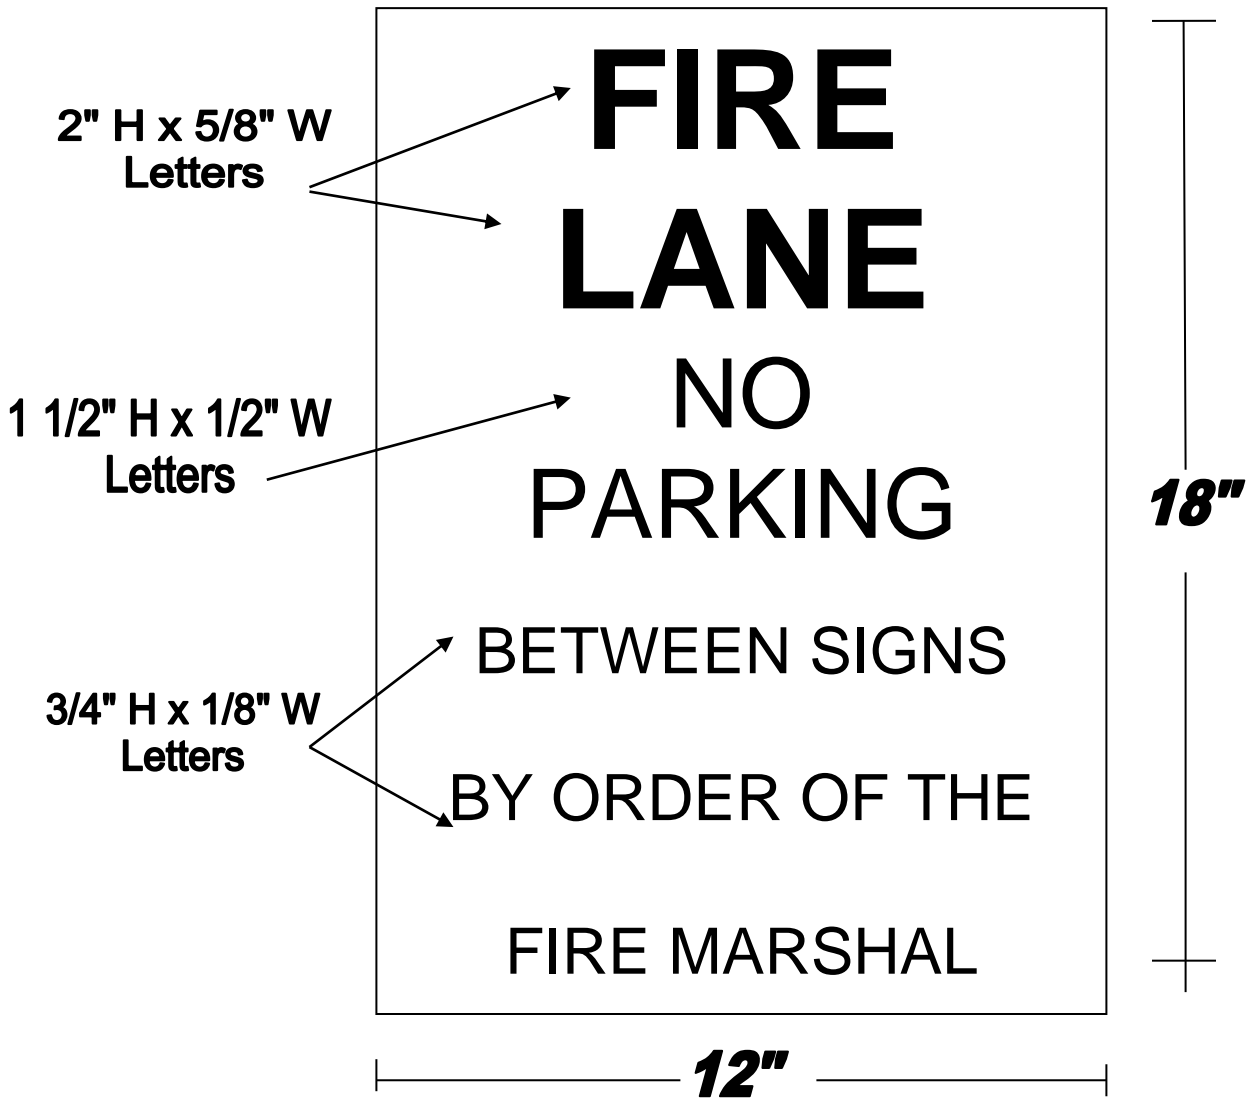 FIRE
LANE
NO
PARKING
BETWEEN SIGNS
BY ORDER OF THE
FIRE MARSHAL
2" H x 5/8" W
Letters
1 1/2" H x 1/2" W
Letters
3/4" H x 1/8" W
Letters
18"
12"